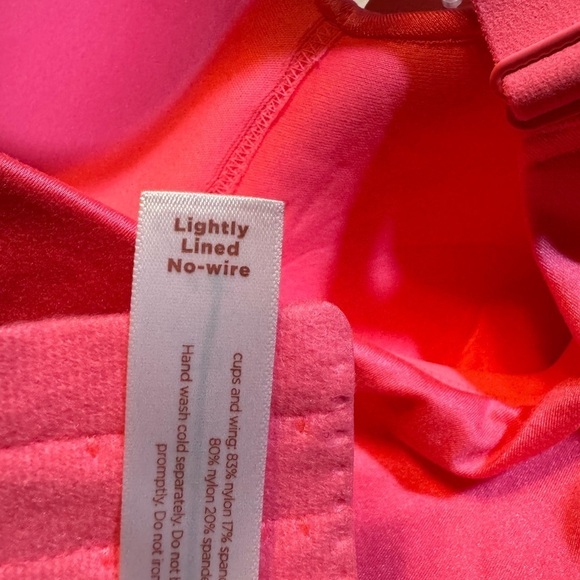 Lightly
Lined
No-wire
cups and wing: 83% nylon 17%
80% nylon 20%
Hand wash cold separately. Do not
promptly. Do not iron